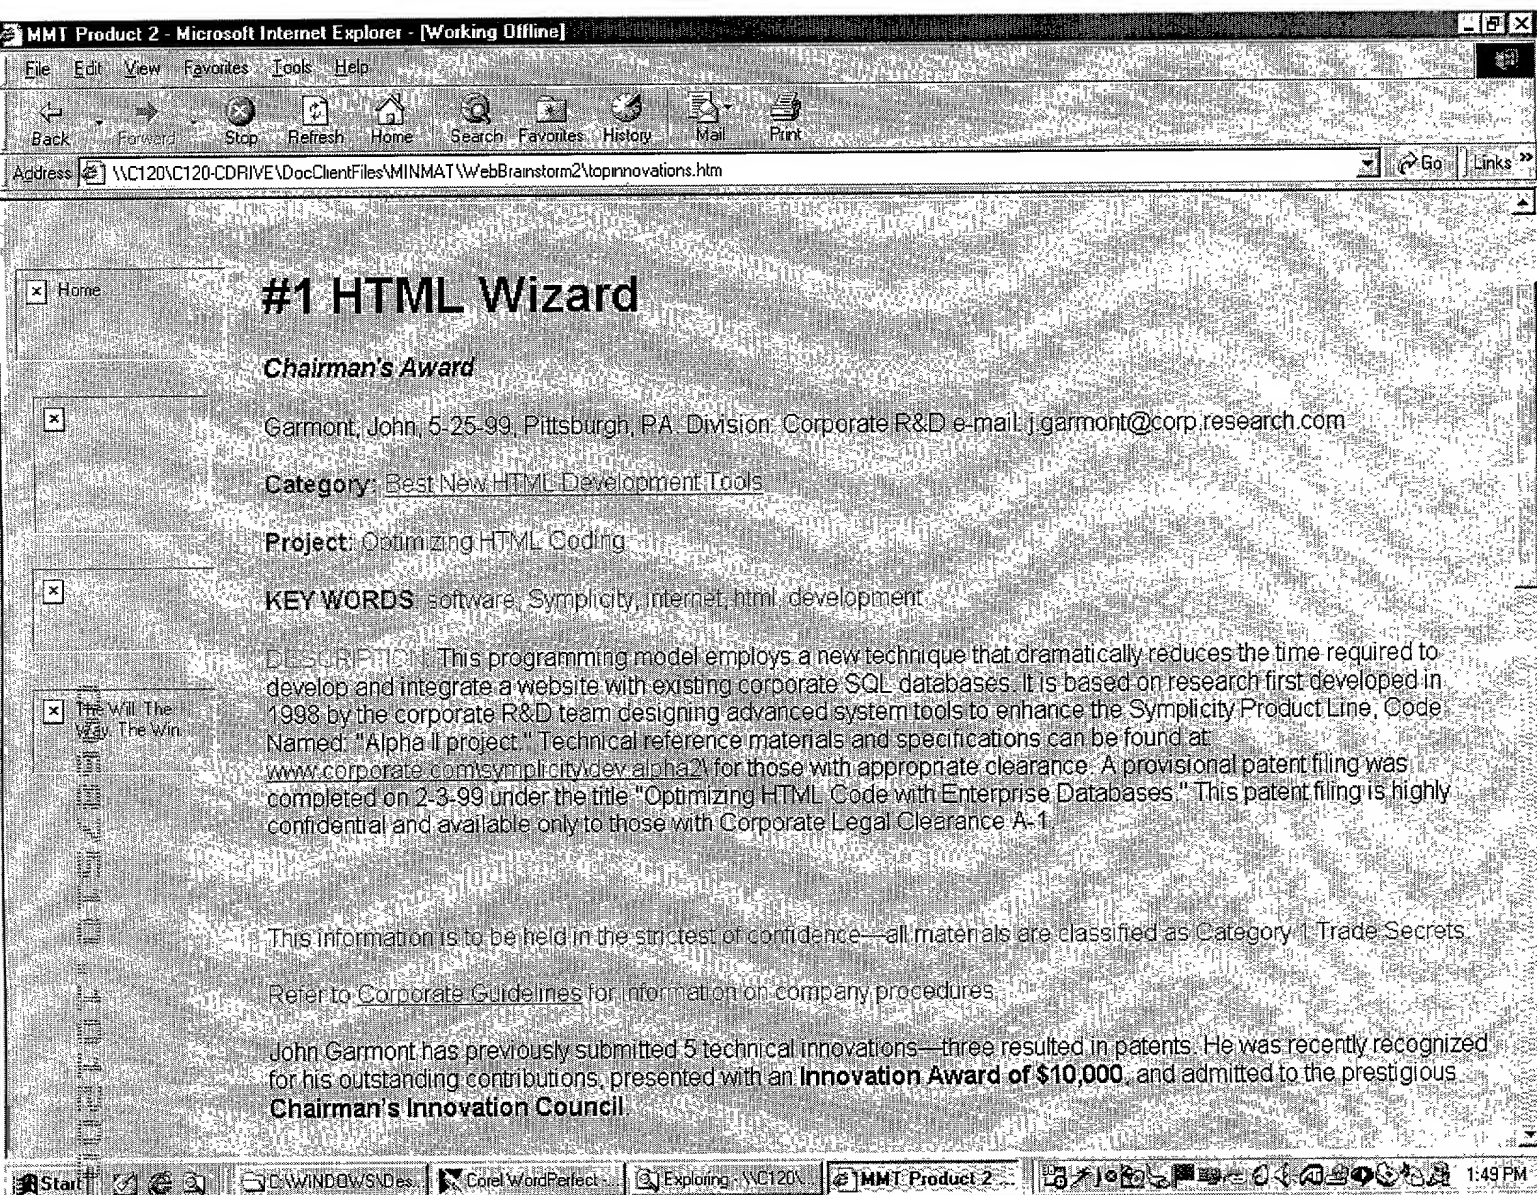 MMT Product 2 - Microsoft Internet Explorer - [Working Offline]
File Edit View Favorites Tools Help
Back Forward Stop Refresh Home Search Favorites History Mail Print
Address \\C120\C120-CDRIVE\DocClientFiles\MINMAT\WebBrainstorm2\topinnovations.htm Go Links »
Home
#1 HTML Wizard
Chairman's Award
Garmont, John, 5-25-99, Pittsburgh, PA. Division: Corporate R&D e-mail: j.garmont@corp.research.com
Category: Best New HTML Development Tools
Project: Optimizing HTML Coding
KEY WORDS: software, Symplicity, internet, html, development
DESCRIPTION: This programming model employs a new technique that dramatically reduces the time required to
develop and integrate a website with existing corporate SQL databases. It is based on research first developed in
1998 by the corporate R&D team designing advanced system tools to enhance the Symplicity Product Line, Code
Named: "Alpha II project." Technical reference materials and specifications can be found at:
www.corporate.com\symplicity\dev.alpha2\ for those with appropriate clearance. A provisional patent filing was
completed on 2-3-99 under the title "Optimizing HTML Code with Enterprise Databases." This patent filing is highly
confidential and available only to those with Corporate Legal Clearance A-1.
The Will. The
Way. The Win.
This information is to be held in the strictest of confidence—all materials are classified as Category 1 Trade Secrets.
Refer to Corporate Guidelines for information on company procedures.
John Garmont has previously submitted 5 technical innovations—three resulted in patents. He was recently recognized
for his outstanding contributions, presented with an Innovation Award of $10,000, and admitted to the prestigious
Chairman's Innovation Council.
Start C:\WINDOWS\Des... Corel WordPerfect -... Exploring - \\C120\... MMT Product 2 ... 1:49 PM